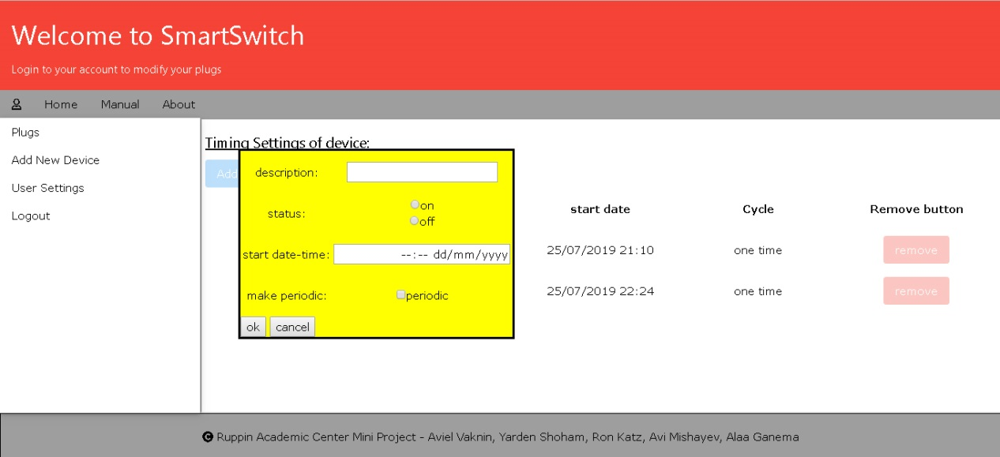 Welcome to SmartSwitch
Login to your account to modify your plugs
Home Manual About
Plugs
Add New Device
User Settings
Logout
Timing Settings of device:
Add
description:
status:
on
off
start date-time: --:-- dd/mm/yyyy
make periodic: periodic
ok cancel
start date Cycle Remove button
25/07/2019 21:10 one time remove
25/07/2019 22:24 one time remove
Ruppin Academic Center Mini Project - Aviel Vaknin, Yarden Shoham, Ron Katz, Avi Mishayev, Alaa Ganema